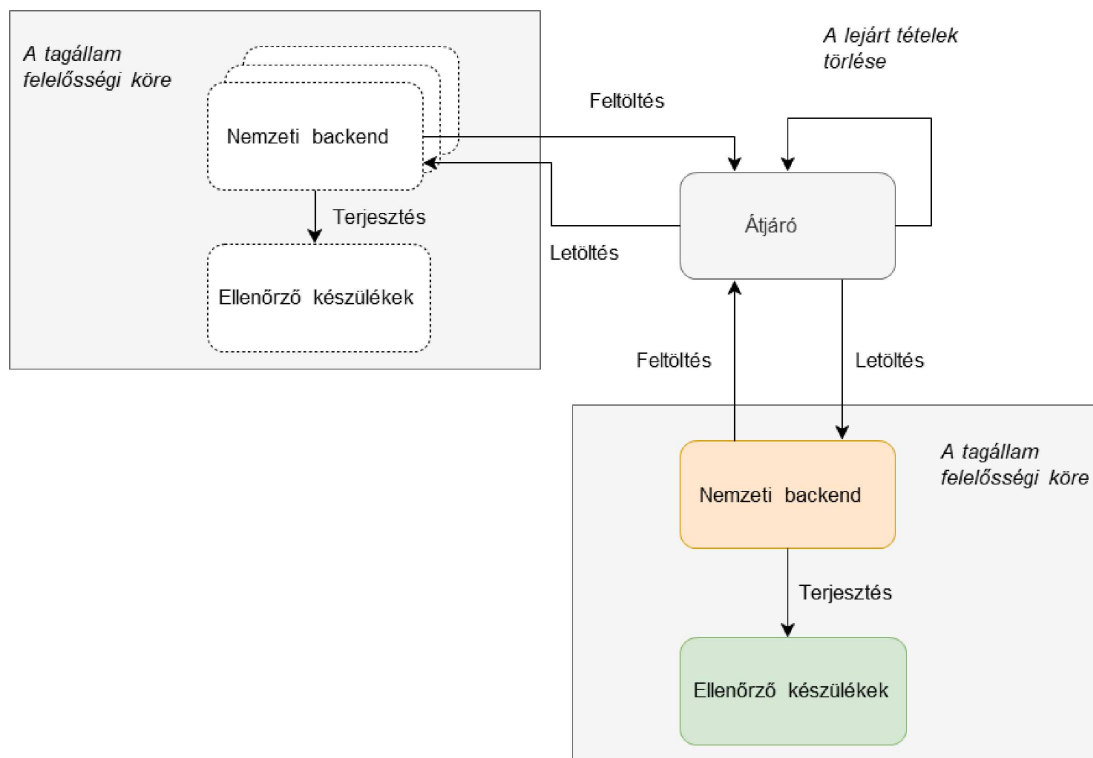 A tagállam
felelősségi köre
Nemzeti backend
Terjesztés
Ellenőrző készülékek
Feltöltés
Letöltés
A lejárt tételek
törlése
Átjáró
Feltöltés
Letöltés
A tagállam
felelősségi köre
Nemzeti backend
Terjesztés
Ellenőrző készülékek